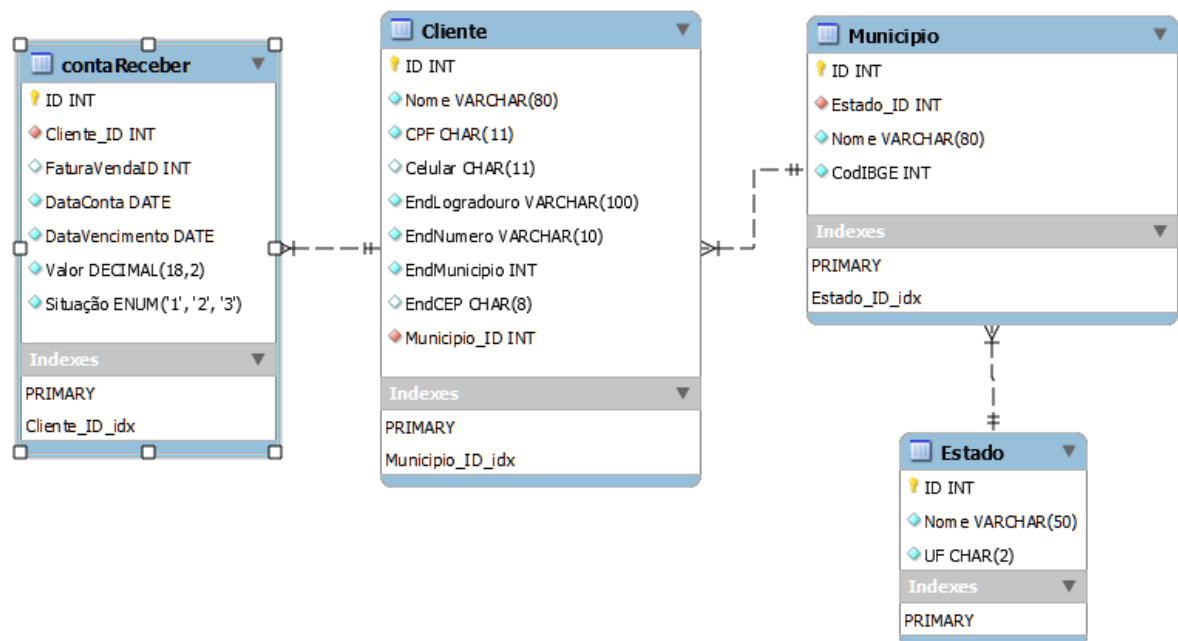 contaReceber
ID INT
Cliente_ID INT
FaturaVendaID INT
DataConta DATE
DataVencimento DATE
Valor DECIMAL(18,2)
Situação ENUM('1', '2', '3')
Indexes
PRIMARY
Cliente_ID_idx
Cliente
ID INT
Nome VARCHAR(80)
CPF CHAR(11)
Celular CHAR(11)
EndLogradouro VARCHAR(100)
EndNumero VARCHAR(10)
EndMunicipio INT
EndCEP CHAR(8)
Municipio_ID INT
Indexes
PRIMARY
Municipio_ID_idx
Municipio
ID INT
Estado_ID INT
Nome VARCHAR(80)
CodIBGE INT
Indexes
PRIMARY
Estado_ID_idx
Estado
ID INT
Nome VARCHAR(50)
UF CHAR(2)
Indexes
PRIMARY